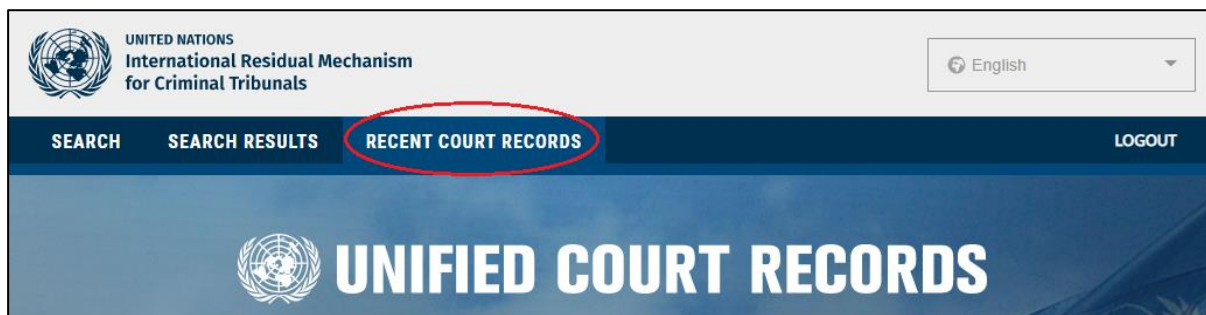 UNITED NATIONS
International Residual Mechanism
for Criminal Tribunals
English
SEARCH SEARCH RESULTS RECENT COURT RECORDS LOGOUT
UNIFIED COURT RECORDS